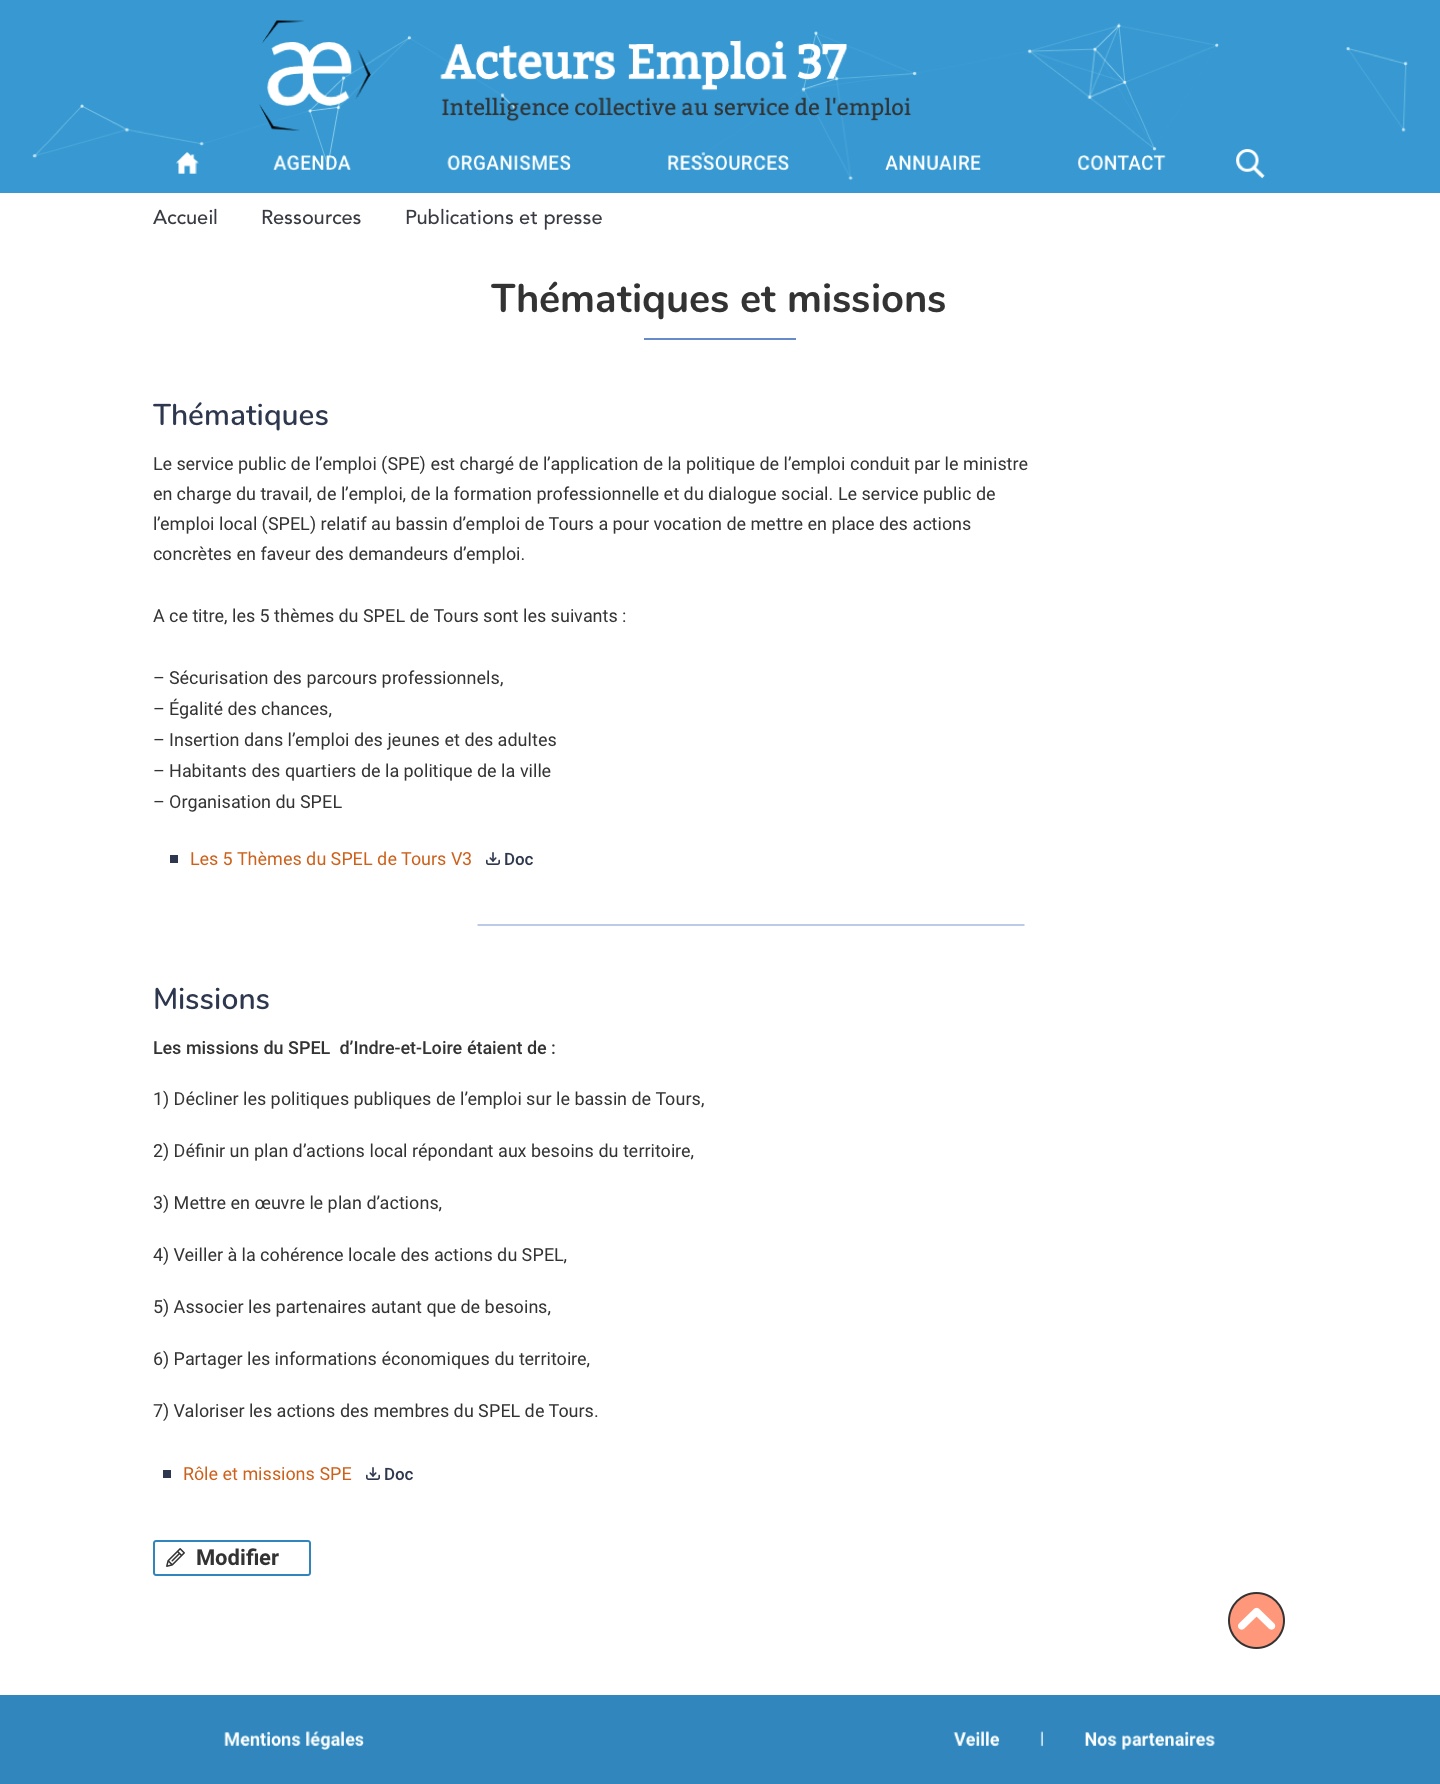 æ
Acteurs Emploi 37
Intelligence collective au service de l'emploi
AGENDA ORGANISMES RESSOURCES ANNUAIRE CONTACT
Accueil Ressources Publications et presse
Thématiques et missions
Thématiques
Le service public de l’emploi (SPE) est chargé de l’application de la politique de l’emploi conduit par le ministre
en charge du travail, de l’emploi, de la formation professionnelle et du dialogue social. Le service public de
l’emploi local (SPEL) relatif au bassin d’emploi de Tours a pour vocation de mettre en place des actions
concrètes en faveur des demandeurs d’emploi.
A ce titre, les 5 thèmes du SPEL de Tours sont les suivants :
– Sécurisation des parcours professionnels,
– Égalité des chances,
– Insertion dans l’emploi des jeunes et des adultes
– Habitants des quartiers de la politique de la ville
– Organisation du SPEL
Les 5 Thèmes du SPEL de Tours V3 Doc
Missions
Les missions du SPEL d’Indre-et-Loire étaient de :
1) Décliner les politiques publiques de l’emploi sur le bassin de Tours,
2) Définir un plan d’actions local répondant aux besoins du territoire,
3) Mettre en œuvre le plan d’actions,
4) Veiller à la cohérence locale des actions du SPEL,
5) Associer les partenaires autant que de besoins,
6) Partager les informations économiques du territoire,
7) Valoriser les actions des membres du SPEL de Tours.
Rôle et missions SPE Doc
Modifier
Mentions légales Veille | Nos partenaires